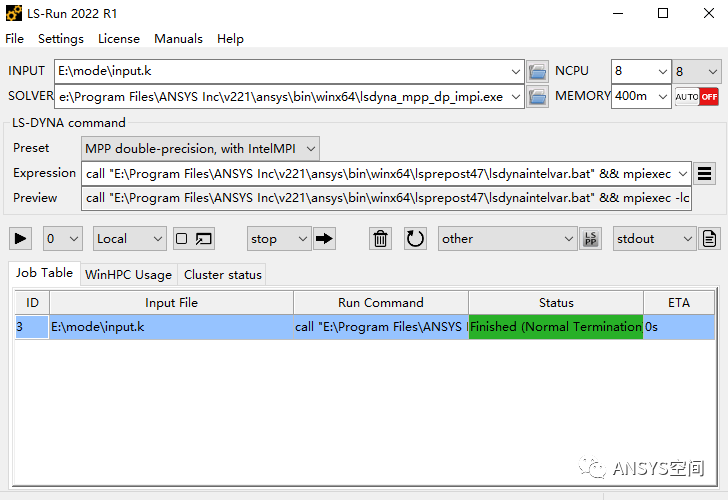 LS-Run 2022 R1
File Settings License Manuals Help
INPUT E:\mode\input.k NCPU 8 8
SOLVER e:\Program Files\ANSYS Inc\v221\ansys\bin\winx64\lsdyna_mpp_dp_impi.exe MEMORY 400m AUTO OFF
LS-DYNA command
Preset MPP double-precision, with IntelMPI
Expression call "E:\Program Files\ANSYS Inc\v221\ansys\bin\winx64\lsprepost47\lsdynaintelvar.bat" && mpiexec
Preview call "E:\Program Files\ANSYS Inc\v221\ansys\bin\winx64\lsprepost47\lsdynaintelvar.bat" && mpiexec -lc
0 Local stop other LS PP stdout
Job Table WinHPC Usage Cluster status
ID Input File Run Command Status ETA
3 E:\mode\input.k call "E:\Program Files\ANSYS Finished (Normal Termination 0s
ANSYS空间